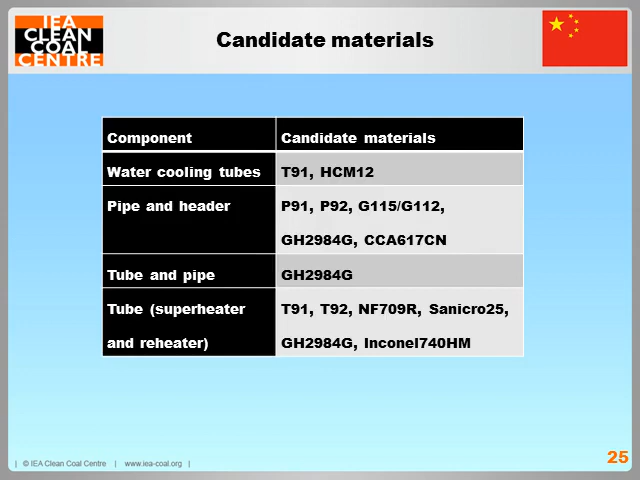 IEA
CLEAN
COAL
CENTRE
Candidate materials
Component
Candidate materials
Water cooling tubes
T91, HCM12
Pipe and header
P91, P92, G115/G112,
GH2984G, CCA617CN
Tube and pipe
GH2984G
Tube (superheater
and reheater)
T91, T92, NF709R, Sanicro25,
GH2984G, Inconel740HM
| © IEA Clean Coal Centre | www.iea-coal.org |
25